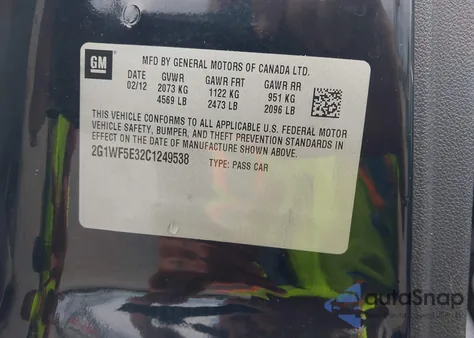 GM
MFD BY GENERAL MOTORS OF CANADA LTD.
DATE GVWR GAWR FRT GAWR RR
02/12 2073 KG 1122 KG 951 KG
4569 LB 2473 LB 2096 LB
THIS VEHICLE CONFORMS TO ALL APPLICABLE U.S. FEDERAL MOTOR
VEHICLE SAFETY, BUMPER, AND THEFT PREVENTION STANDARDS IN
EFFECT ON THE DATE OF MANUFACTURE SHOWN ABOVE.
2G1WF5E32C1249538 TYPE: PASS CAR
autoSnap